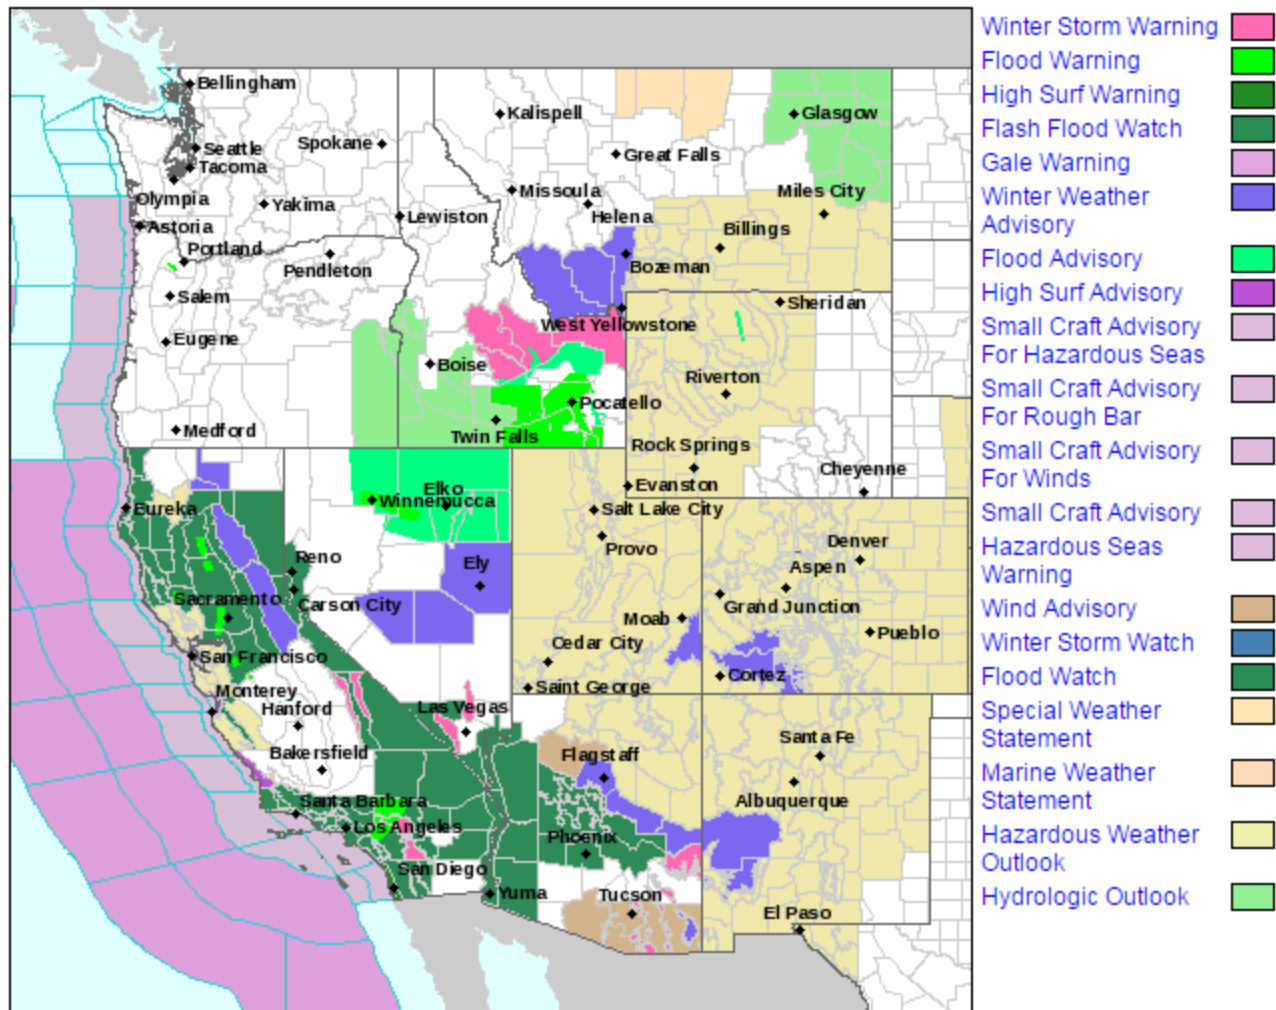 Winter Storm Warning
Flood Warning
High Surf Warning
Flash Flood Watch
Gale Warning
Winter Weather
Advisory
Flood Advisory
High Surf Advisory
Small Craft Advisory
For Hazardous Seas
Small Craft Advisory
For Rough Bar
Small Craft Advisory
For Winds
Small Craft Advisory
Hazardous Seas
Warning
Wind Advisory
Winter Storm Watch
Flood Watch
Special Weather
Statement
Marine Weather
Statement
Hazardous Weather
Outlook
Hydrologic Outlook
Bellingham
Kalispell
Glasgow
Seattle
Spokane
Great Falls
Tacoma
Missoula
Miles City
Olympia
Yakima
Lewiston
Helena
Astoria
Billings
Portland
Pendleton
Bozeman
Salem
Sheridan
West Yellowstone
Eugene
Boise
Riverton
Pocatello
Medford
Twin Falls
Rock Springs
Cheyenne
Elko
Evanston
Winnemucca
Eureka
Salt Lake City
Provo
Denver
Reno
Ely
Aspen
Sacramento
Carson City
Grand Junction
Moab
Pueblo
Cedar City
San Francisco
Cortez
Saint George
Monterey
Hanford
Las Vegas
Santa Fe
Bakersfield
Flagstaff
Santa Barbara
Albuquerque
Los Angeles
Phoenix
San Diego
Yuma
Tucson
El Paso